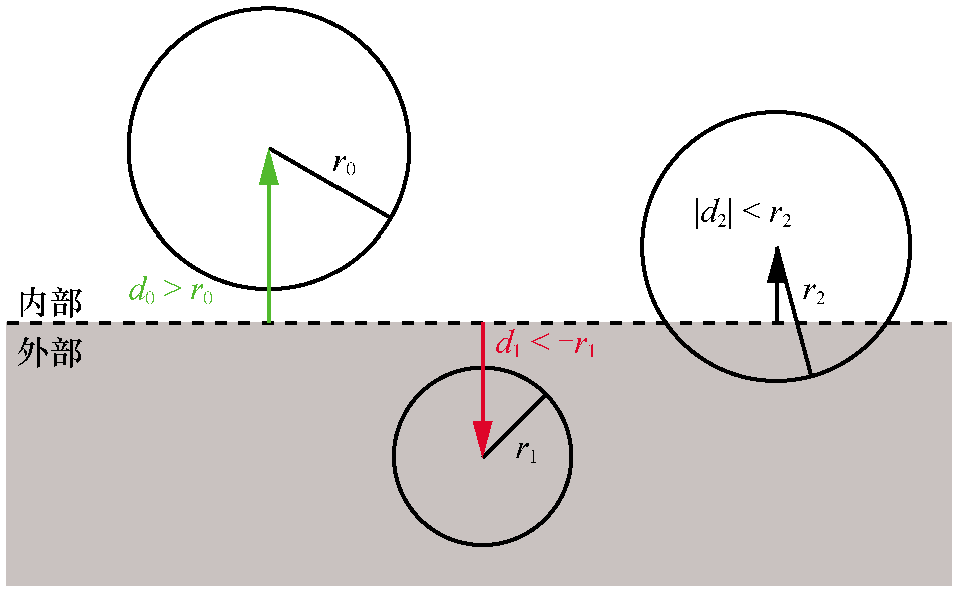 r₀
|d₂| < r₂
d₀ > r₀
r₂
内部
外部
d₁ < −r₁
r₁